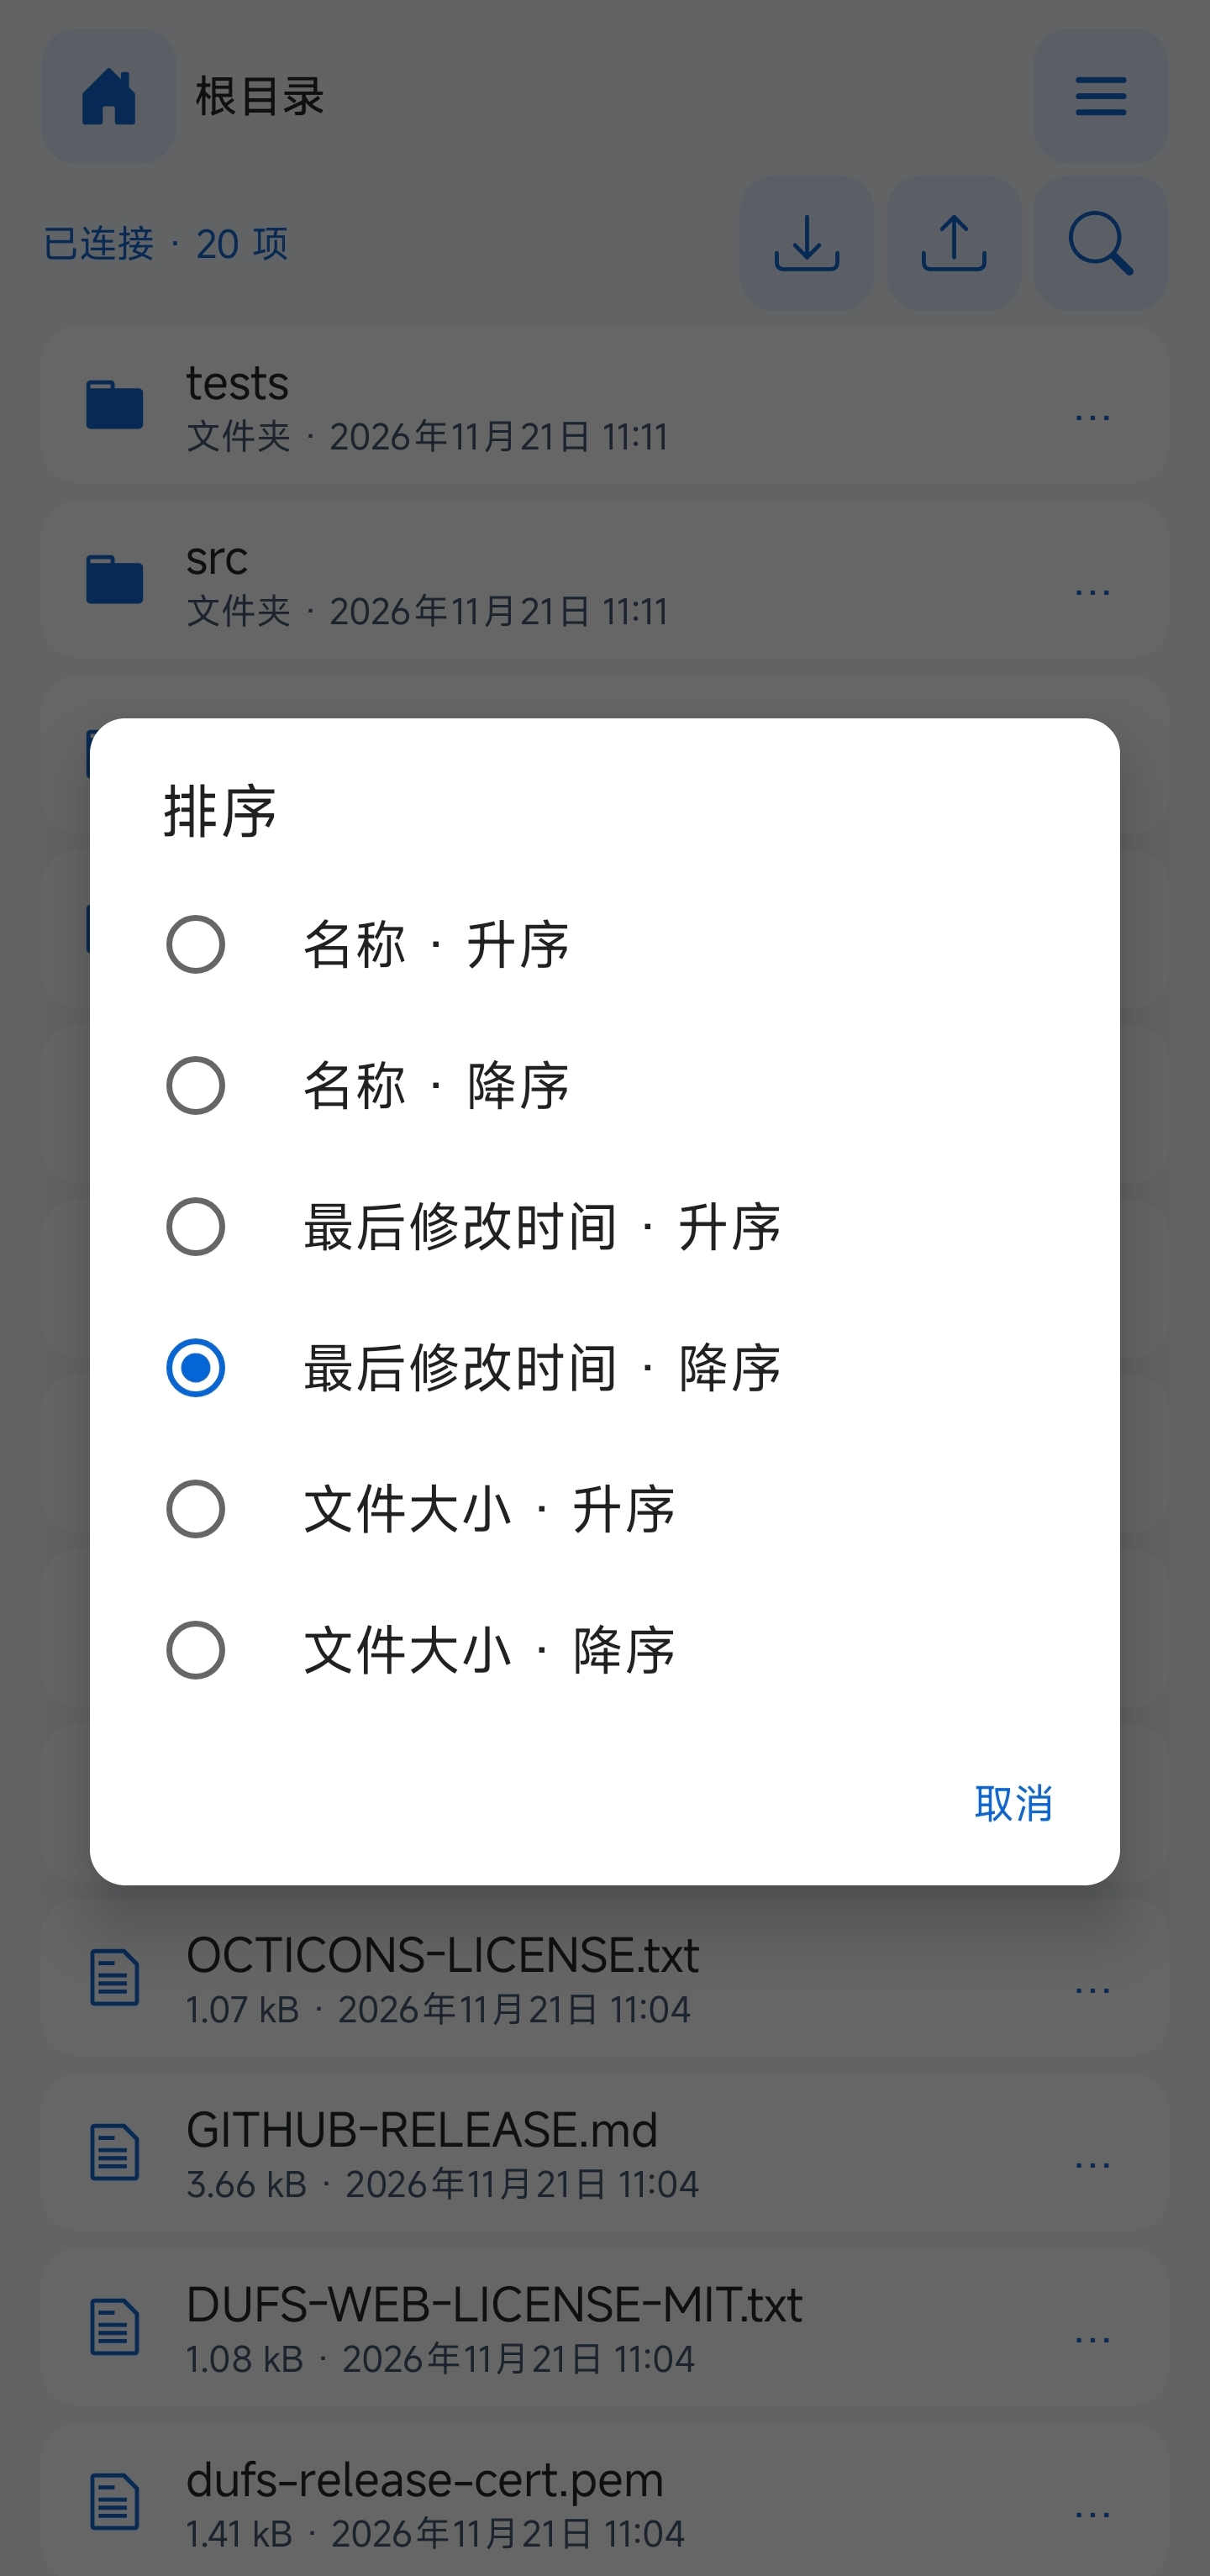 根目录
已连接 · 20 项
tests
文件夹 · 2026年11月21日 11:11
...
src
文件夹 · 2026年11月21日 11:11
...
排序
名称 · 升序
名称 · 降序
最后修改时间 · 升序
最后修改时间 · 降序
文件大小 · 升序
文件大小 · 降序
取消
OCTICONS-LICENSE.txt
1.07 kB · 2026年11月21日 11:04
...
GITHUB-RELEASE.md
3.66 kB · 2026年11月21日 11:04
...
DUFS-WEB-LICENSE-MIT.txt
1.08 kB · 2026年11月21日 11:04
...
dufs-release-cert.pem
1.41 kB · 2026年11月21日 11:04
...